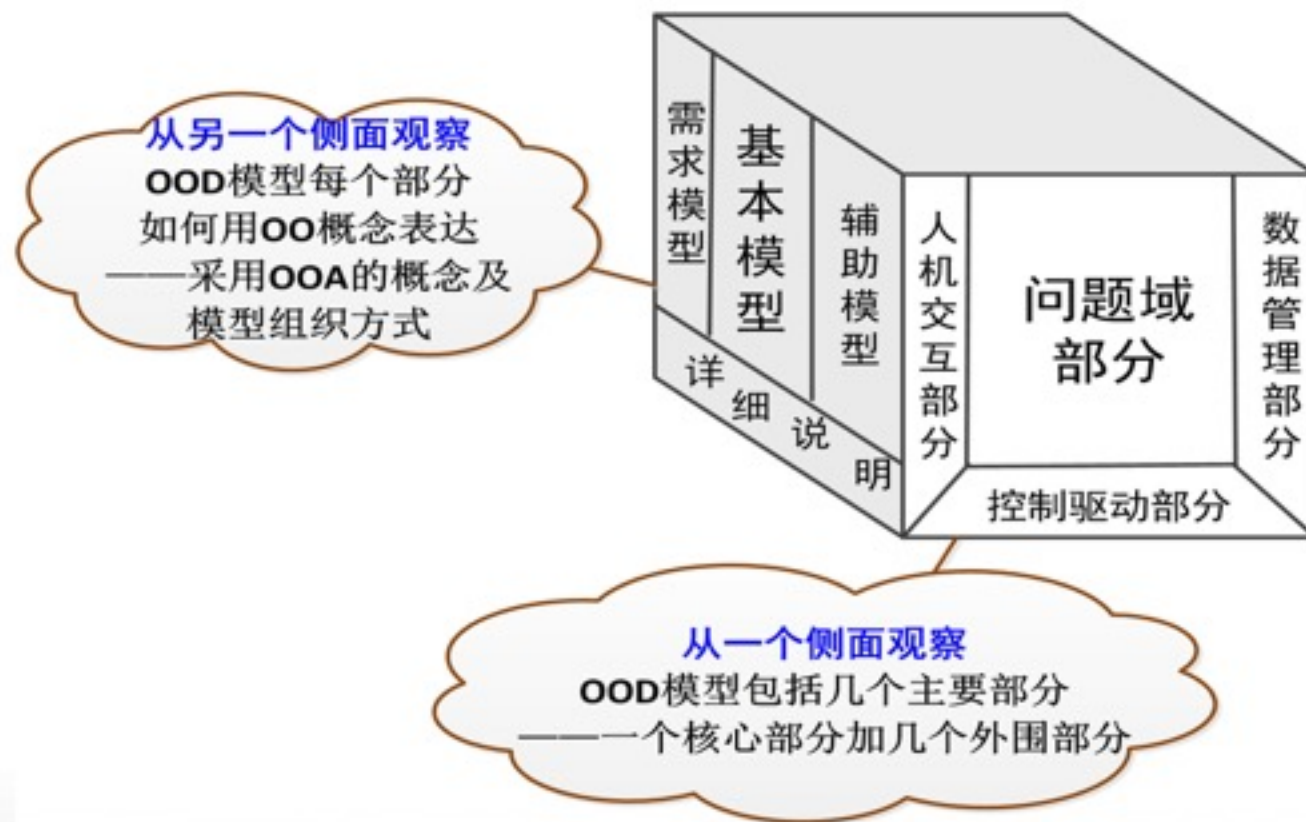 从另一个侧面观察
OOD模型每个部分
如何用OO概念表达
——采用OOA的概念及
模型组织方式
需求模型
基本模型
辅助模型
详细说明
人机交互部分
问题域
部分
数据管理部分
控制驱动部分
从一个侧面观察
OOD模型包括几个主要部分
——一个核心部分加几个外围部分